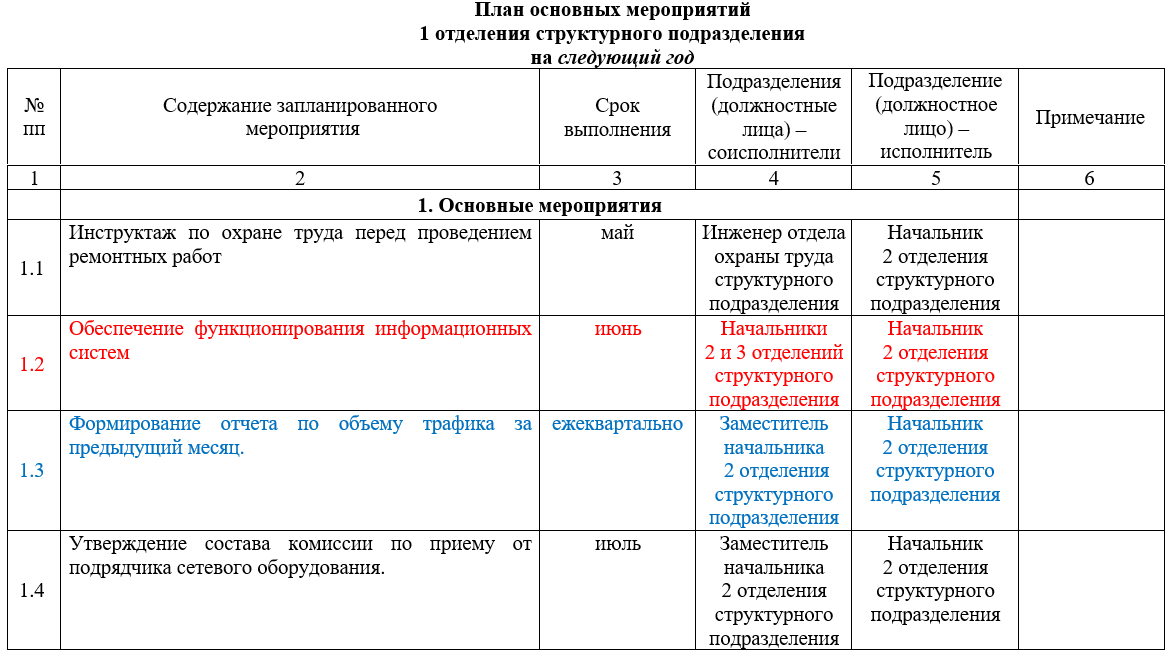 План основных мероприятий
1 отделения структурного подразделения
на следующий год
№
пп
Содержание запланированного
мероприятия
Срок
выполнения
Подразделения
(должностные
лица) –
соисполнители
Подразделение
(должностное
лицо) –
исполнитель
Примечание
1
2
3
4
5
6
1. Основные мероприятия
1.1
Инструктаж по охране труда перед проведением
ремонтных работ
май
Инженер отдела
охраны труда
структурного
подразделения
Начальник
2 отделения
структурного
подразделения
1.2
Обеспечение функционирования информационных
систем
июнь
Начальники
2 и 3 отделений
структурного
подразделения
Начальник
2 отделения
структурного
подразделения
1.3
Формирование отчета по объему трафика за
предыдущий месяц.
ежеквартально
Заместитель
начальника
2 отделения
структурного
подразделения
Начальник
2 отделения
структурного
подразделения
1.4
Утверждение состава комиссии по приему от
подрядчика сетевого оборудования.
июль
Заместитель
начальника
2 отделения
структурного
подразделения
Начальник
2 отделения
структурного
подразделения